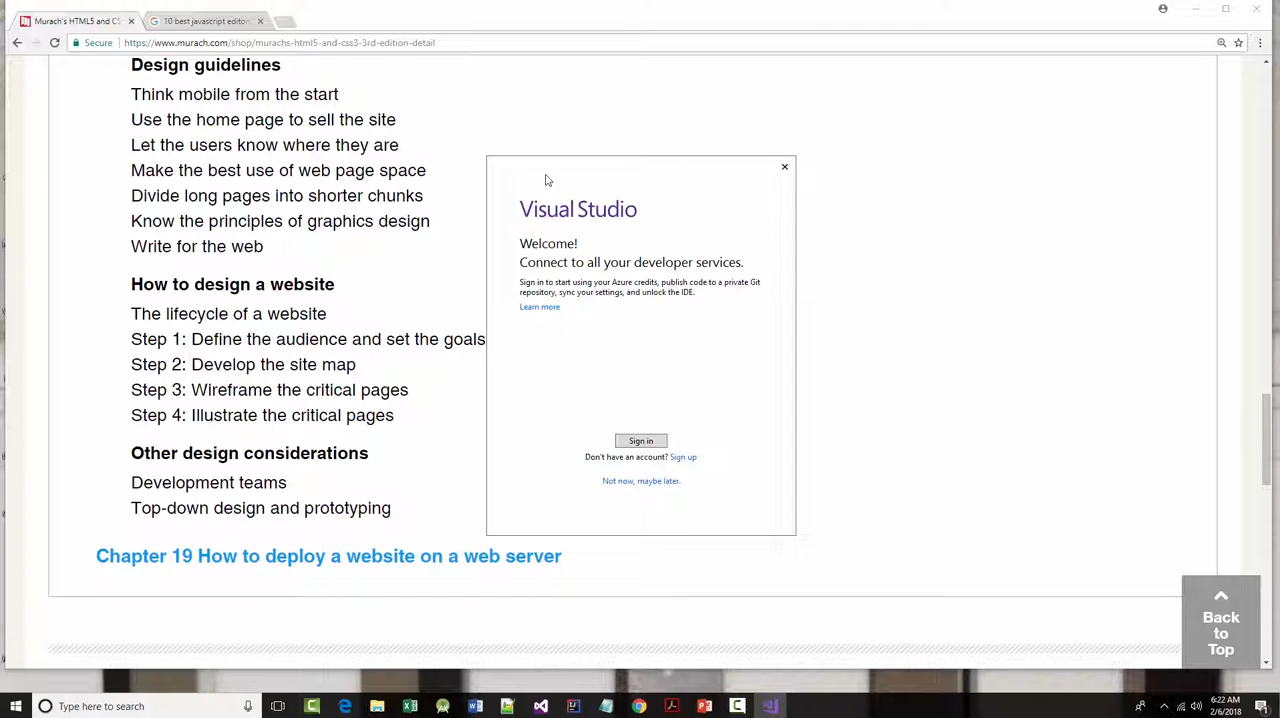 Murach's HTML5 and CS
10 best javascript editon
Secure
https://www.murach.com/shop/murachs-html5-and-css3-3rd-edition-detail
Design guidelines
Think mobile from the start
Use the home page to sell the site
Let the users know where they are
Make the best use of web page space
Divide long pages into shorter chunks
Know the principles of graphics design
Write for the web
How to design a website
The lifecycle of a website
Step 1: Define the audience and set the goals
Step 2: Develop the site map
Step 3: Wireframe the critical pages
Step 4: Illustrate the critical pages
Other design considerations
Development teams
Top-down design and prototyping
Chapter 19 How to deploy a website on a web server
Visual Studio
Welcome!
Connect to all your developer services.
Sign in to start using your Azure credits, publish code to a private Git
repository, sync your settings, and unlock the IDE.
Learn more
Sign in
Don't have an account? Sign up
Not now, maybe later.
Back
to
Top
Type here to search
6:22 AM
2/6/2018